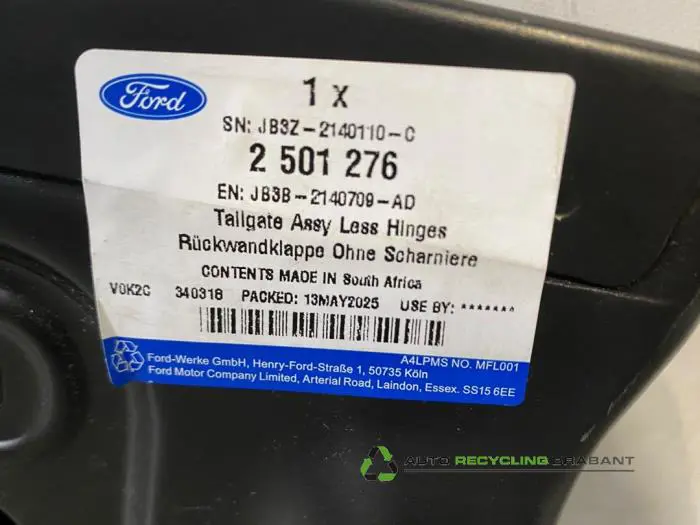 Ford
1 x
SN: JB3Z-2140110-C
2 501 276
EN: JB3B-2140709-AD
Tailgate Assy Less Hinges
Rückwandklappe Ohne Scharniere
CONTENTS MADE IN South Africa
V0K2C 340318 PACKED: 13MAY2025 USE BY: *******
A4LPMS NO. MFL001
Ford-Werke GmbH, Henry-Ford-Straße 1, 50735 Köln
Ford Motor Company Limited, Arterial Road, Laindon, Essex. SS15 6EE
AUTO RECYCLING BRABANT